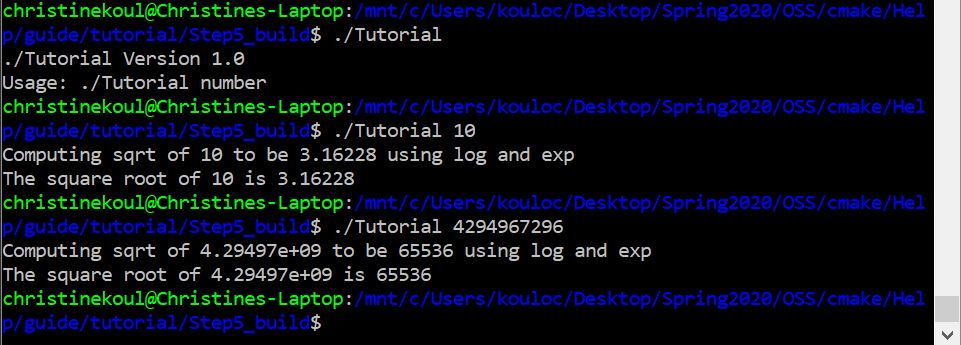 christinekoul@Christines-Laptop:/mnt/c/Users/kouloc/Desktop/Spring2020/OSS/cmake/Hel
p/guide/tutorial/Step5_build$ ./Tutorial
./Tutorial Version 1.0
Usage: ./Tutorial number
christinekoul@Christines-Laptop:/mnt/c/Users/kouloc/Desktop/Spring2020/OSS/cmake/Hel
p/guide/tutorial/Step5_build$ ./Tutorial 10
Computing sqrt of 10 to be 3.16228 using log and exp
The square root of 10 is 3.16228
christinekoul@Christines-Laptop:/mnt/c/Users/kouloc/Desktop/Spring2020/OSS/cmake/Hel
p/guide/tutorial/Step5_build$ ./Tutorial 4294967296
Computing sqrt of 4.29497e+09 to be 65536 using log and exp
The square root of 4.29497e+09 is 65536
christinekoul@Christines-Laptop:/mnt/c/Users/kouloc/Desktop/Spring2020/OSS/cmake/Hel
p/guide/tutorial/Step5_build$